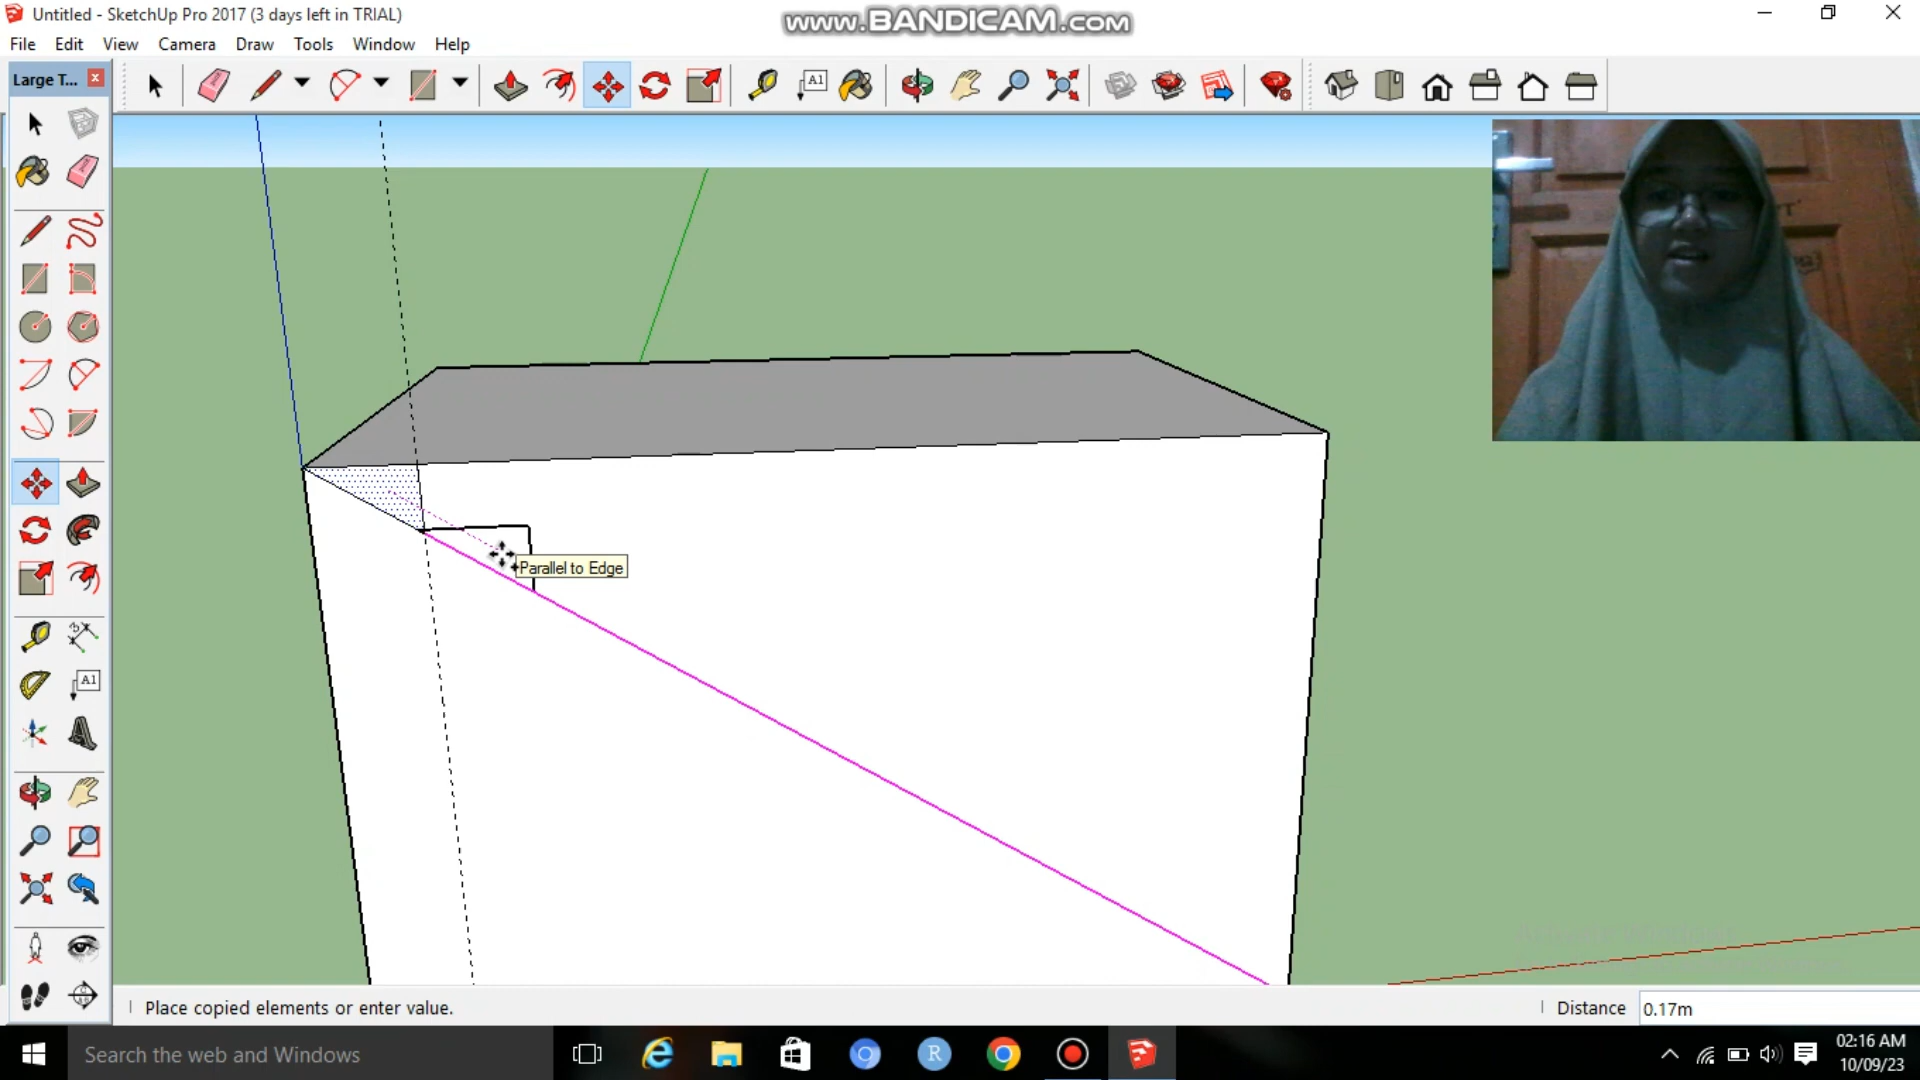 Untitled - SketchUp Pro 2017 (3 days left in TRIAL)
www.BANDICAM.com
File Edit View Camera Draw Tools Window Help
Large T...
A1
A1
Parallel to Edge
Place copied elements or enter value.
Distance 0.17m
Search the web and Windows
R
02:16 AM
10/09/23